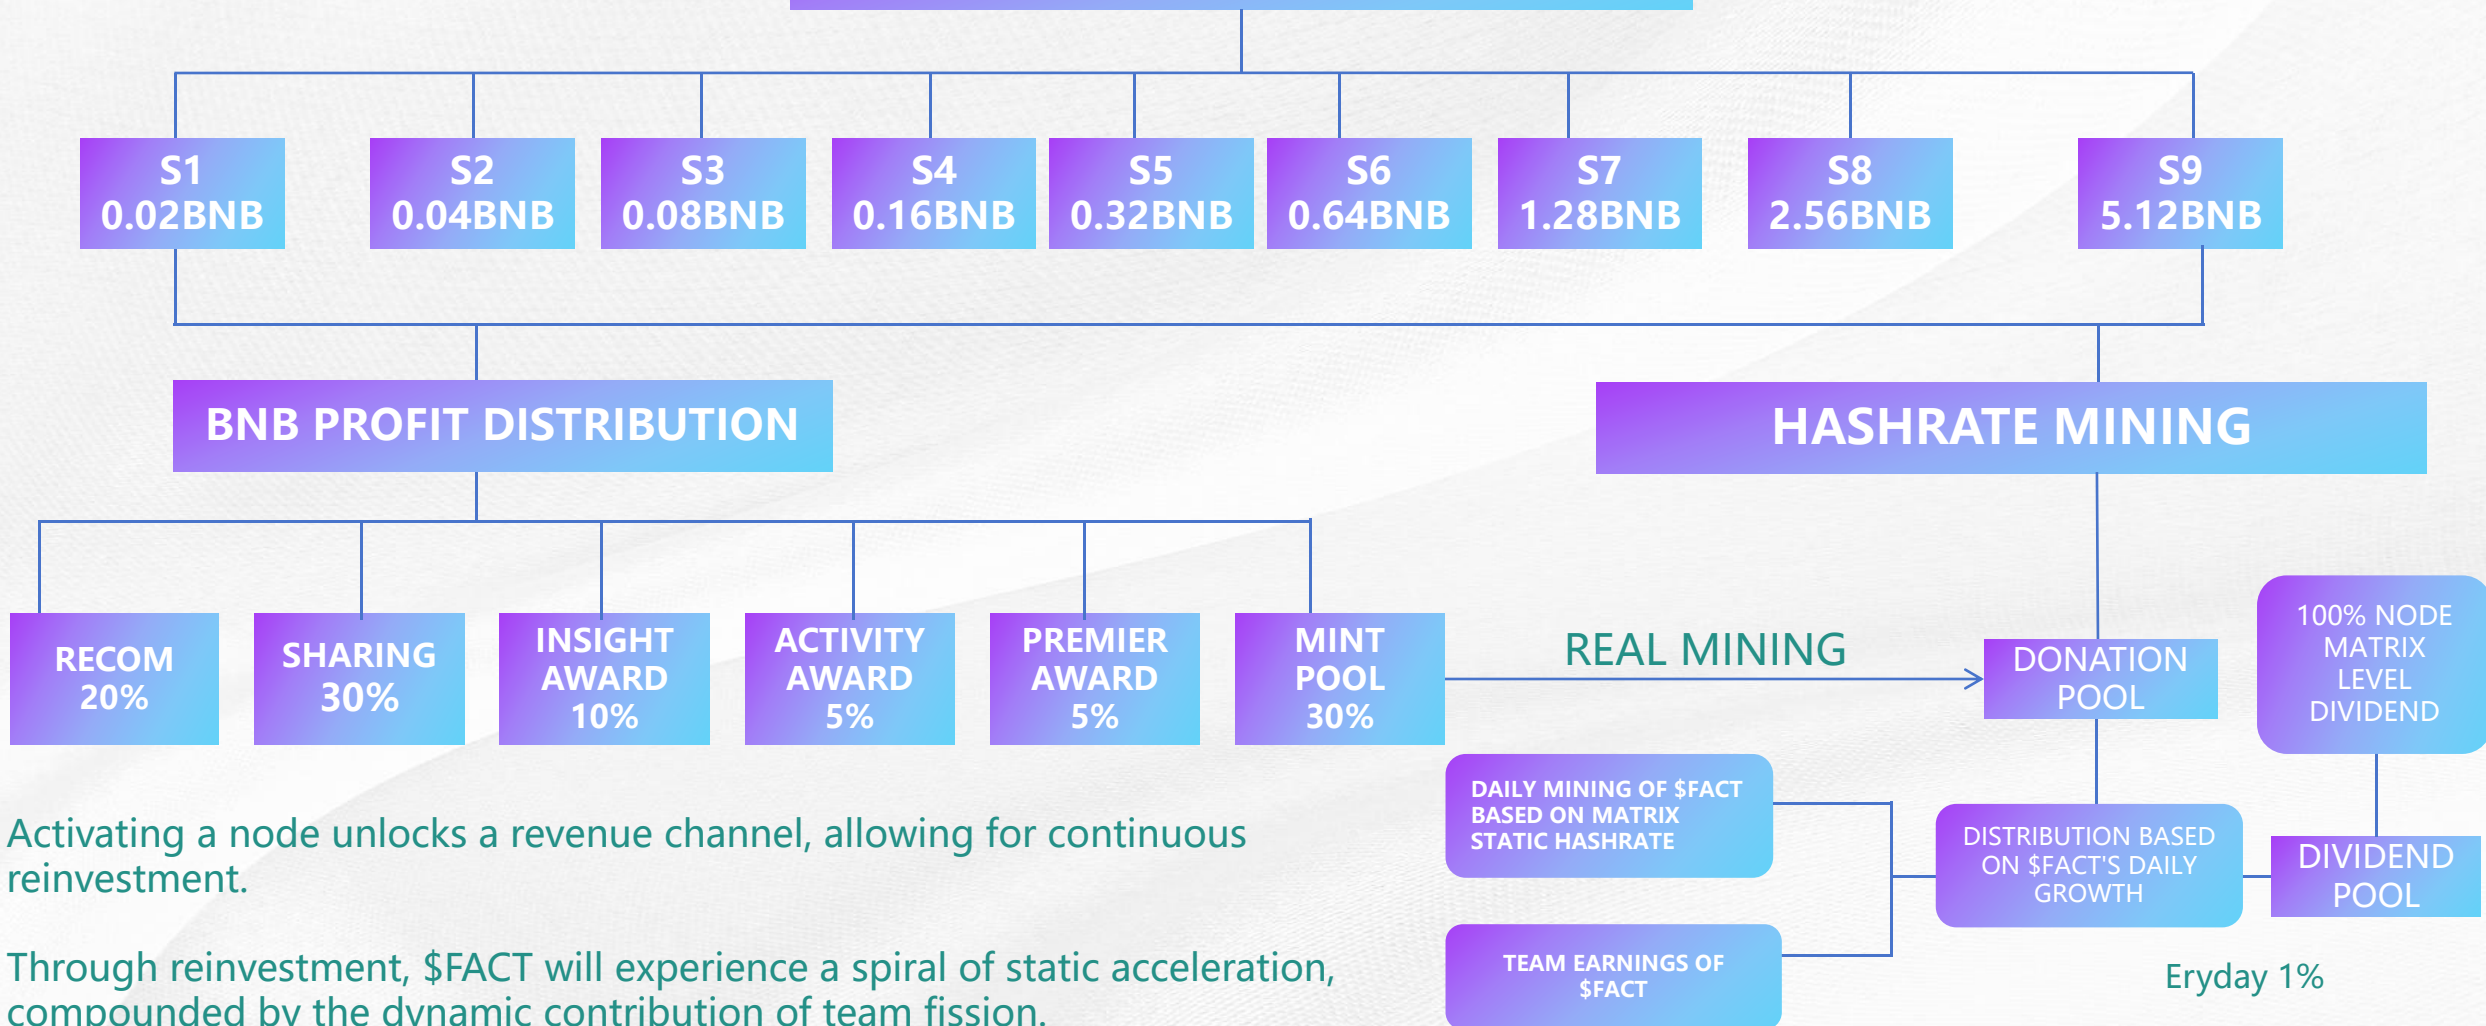 S1
0.02BNB
S2
0.04BNB
S3
0.08BNB
S4
0.16BNB
S5
0.32BNB
S6
0.64BNB
S7
1.28BNB
S8
2.56BNB
S9
5.12BNB
BNB PROFIT DISTRIBUTION
HASHRATE MINING
RECOM
20%
SHARING
30%
INSIGHT
AWARD
10%
ACTIVITY
AWARD
5%
PREMIER
AWARD
5%
MINT
POOL
30%
REAL MINING
DONATION
POOL
100% NODE
MATRIX
LEVEL
DIVIDEND
DAILY MINING OF $FACT
BASED ON MATRIX
STATIC HASHRATE
DISTRIBUTION BASED
ON $FACT'S DAILY
GROWTH
DIVIDEND
POOL
TEAM EARNINGS OF
$FACT
Eryday 1%
Activating a node unlocks a revenue channel, allowing for continuous
reinvestment.
Through reinvestment, $FACT will experience a spiral of static acceleration,
compounded by the dynamic contribution of team fission.